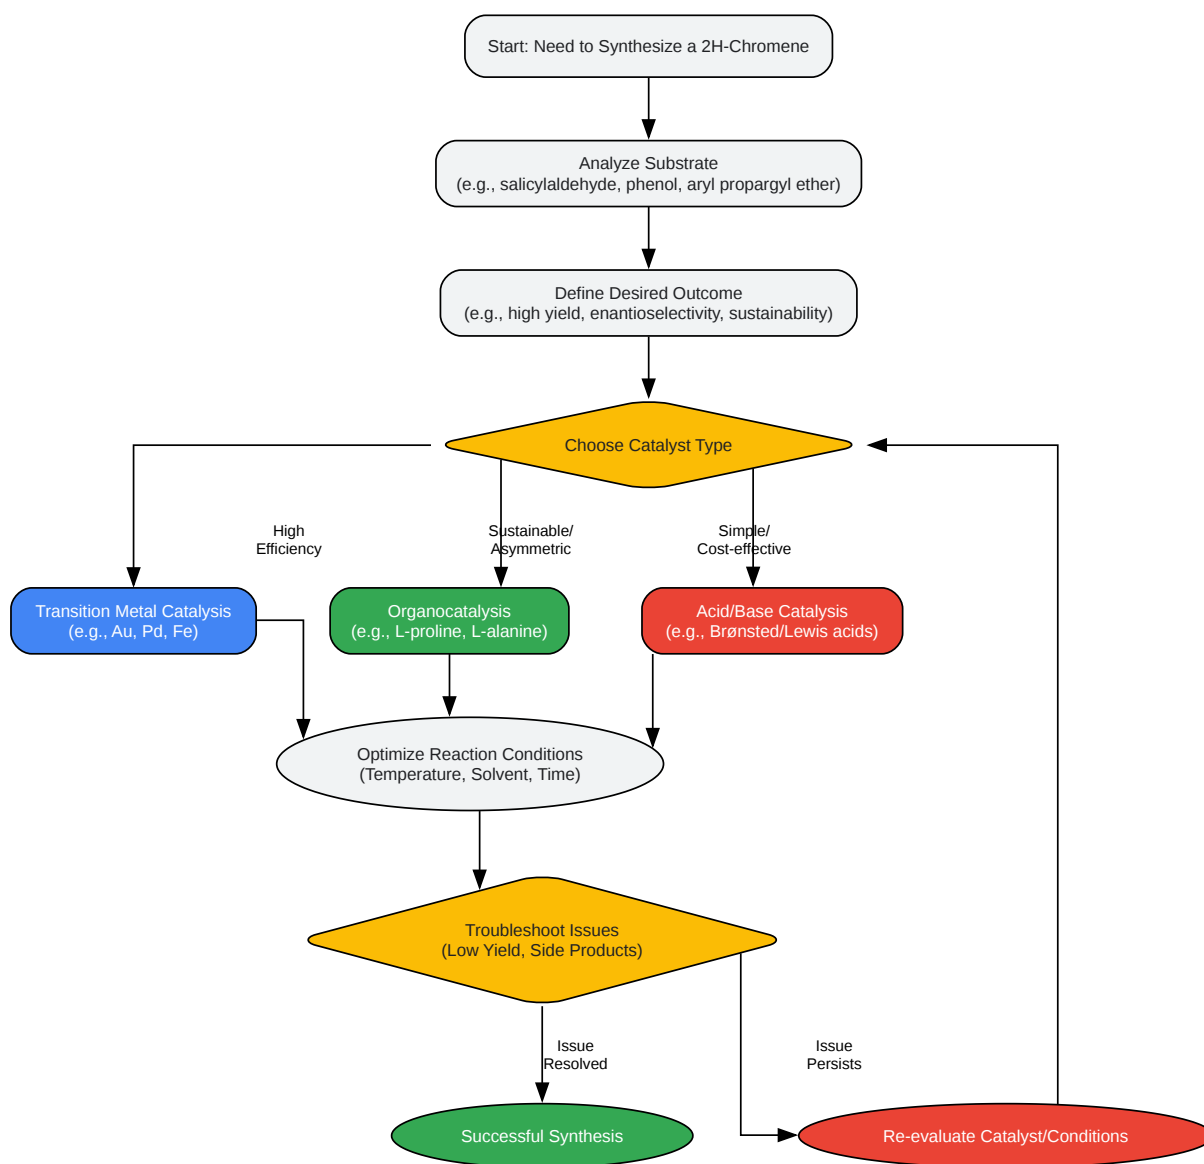 Start: Need to Synthesize a 2H-Chromene
Analyze Substrate
(e.g., salicylaldehyde, phenol, aryl propargyl ether)
Define Desired Outcome
(e.g., high yield, enantioselectivity, sustainability)
Choose Catalyst Type
High
Efficiency
Sustainable/
Asymmetric
Simple/
Cost-effective
Transition Metal Catalysis
(e.g., Au, Pd, Fe)
Organocatalysis
(e.g., L-proline, L-alanine)
Acid/Base Catalysis
(e.g., Brønsted/Lewis acids)
Optimize Reaction Conditions
(Temperature, Solvent, Time)
Troubleshoot Issues
(Low Yield, Side Products)
Issue
Resolved
Issue
Persists
Successful Synthesis
Re-evaluate Catalyst/Conditions